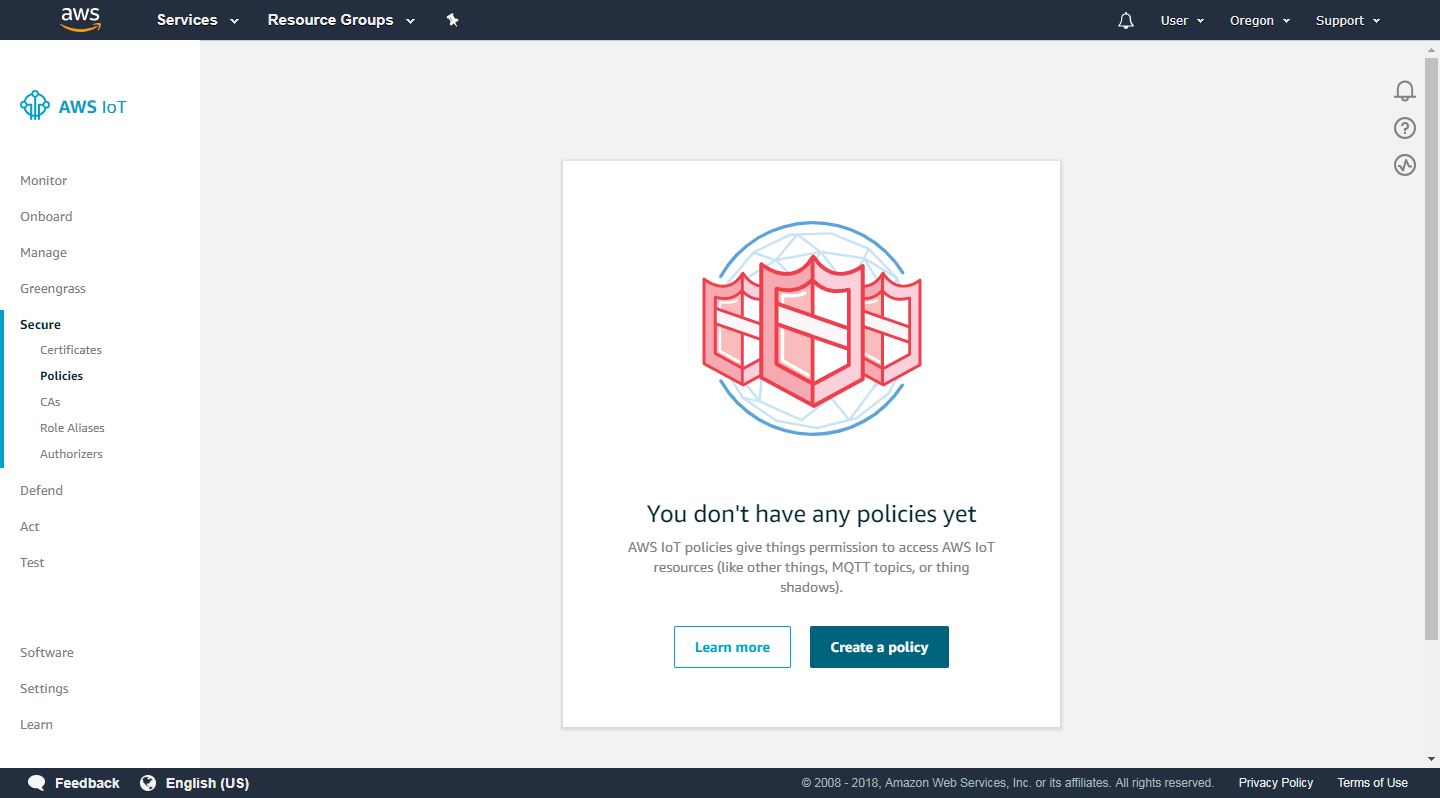 aws Services Resource Groups User Oregon Support
AWS IoT
Monitor
Onboard
Manage
Greengrass
Secure
Certificates
Policies
CAs
Role Aliases
Authorizers
Defend
Act
Test
Software
Settings
Learn
You don't have any policies yet
AWS IoT policies give things permission to access AWS IoT
resources (like other things, MQTT topics, or thing
shadows).
Learn more Create a policy
Feedback English (US) © 2008 - 2018, Amazon Web Services, Inc. or its affiliates. All rights reserved. Privacy Policy Terms of Use